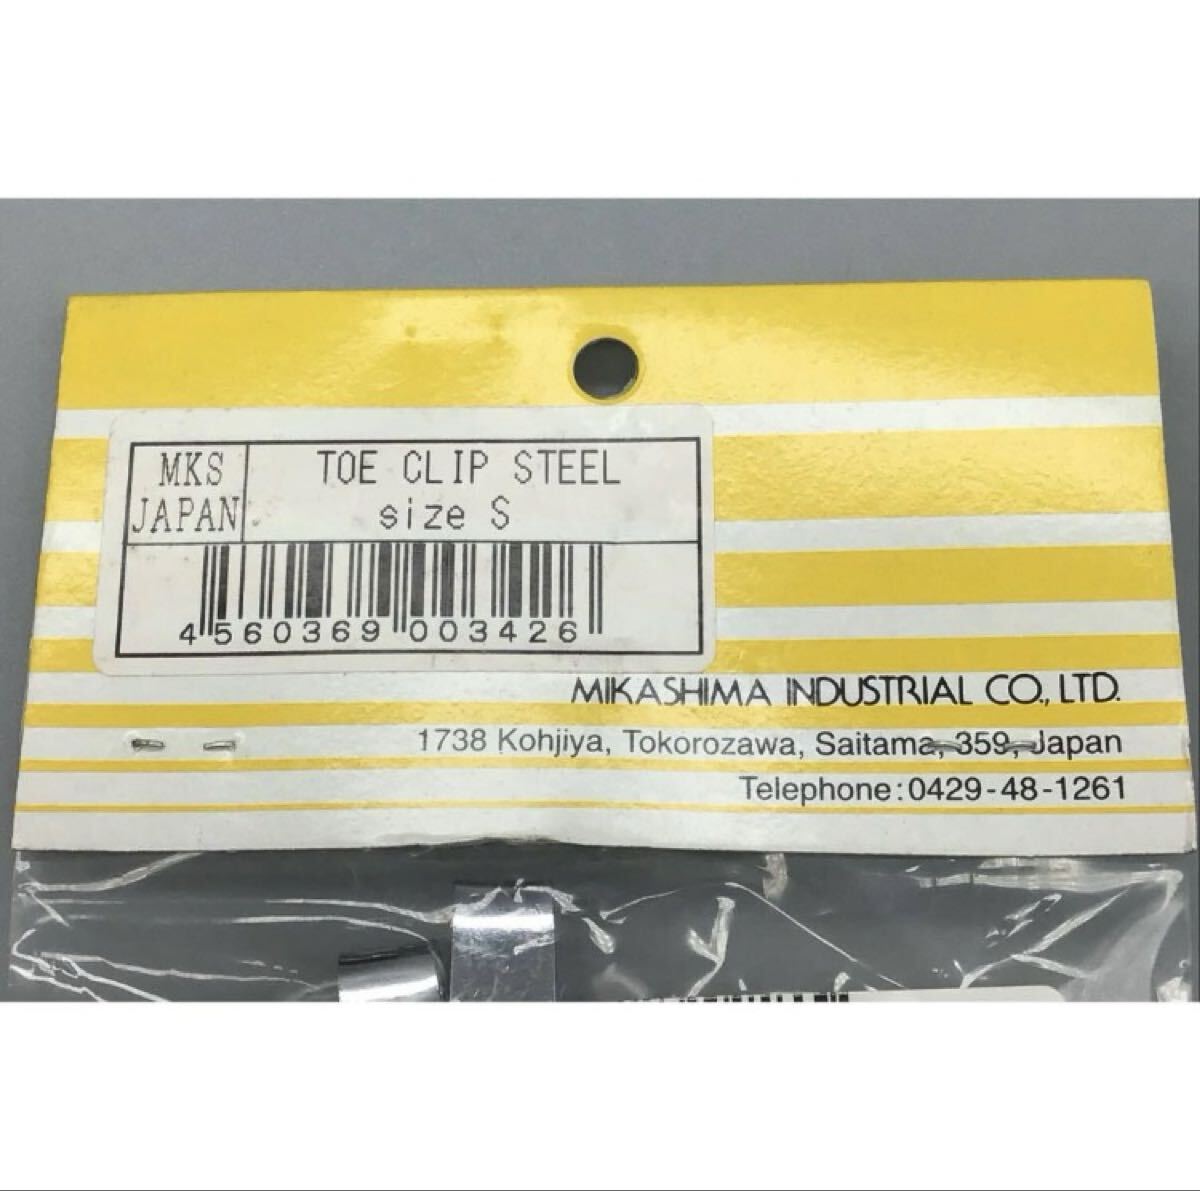 MKS
JAPAN
TOE CLIP STEEL
size S
4 560369 003426
MIKASHIMA INDUSTRIAL CO., LTD.
1738 Kohjiya, Tokorozawa, Saitama, 359, Japan
Telephone: 0429-48-1261